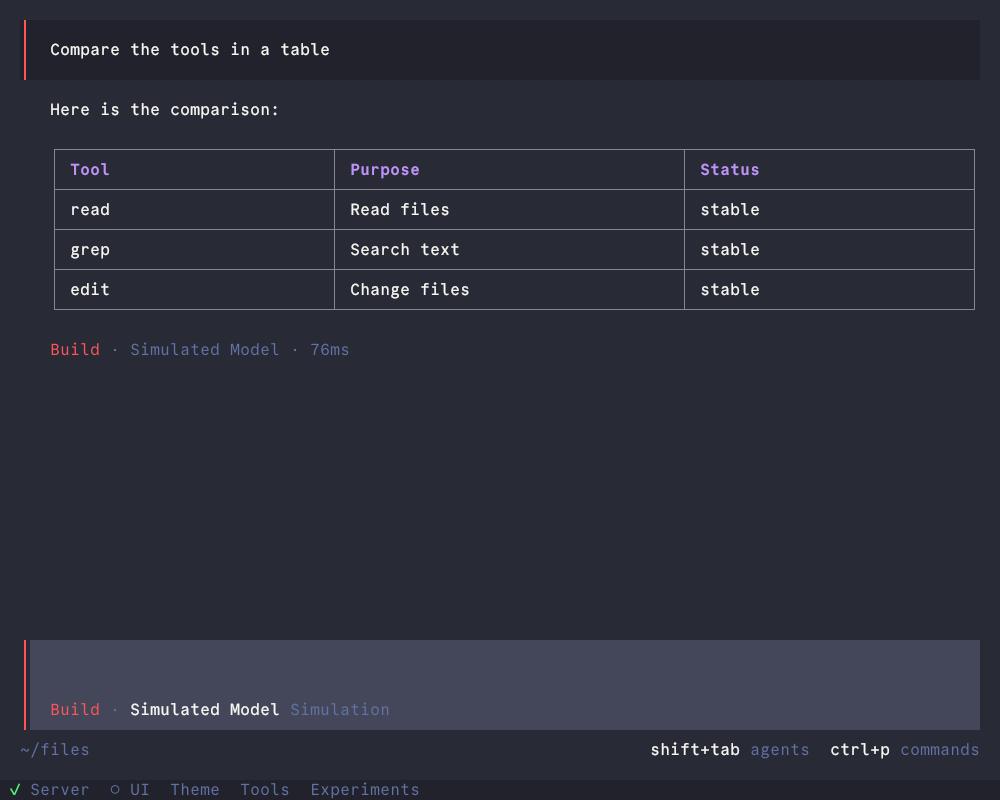 Compare the tools in a table
Here is the comparison:
Tool Purpose Status
read Read files stable
grep Search text stable
edit Change files stable
Build · Simulated Model · 76ms
Build · Simulated Model Simulation
~/files shift+tab agents ctrl+p commands
✓ Server ○ UI Theme Tools Experiments